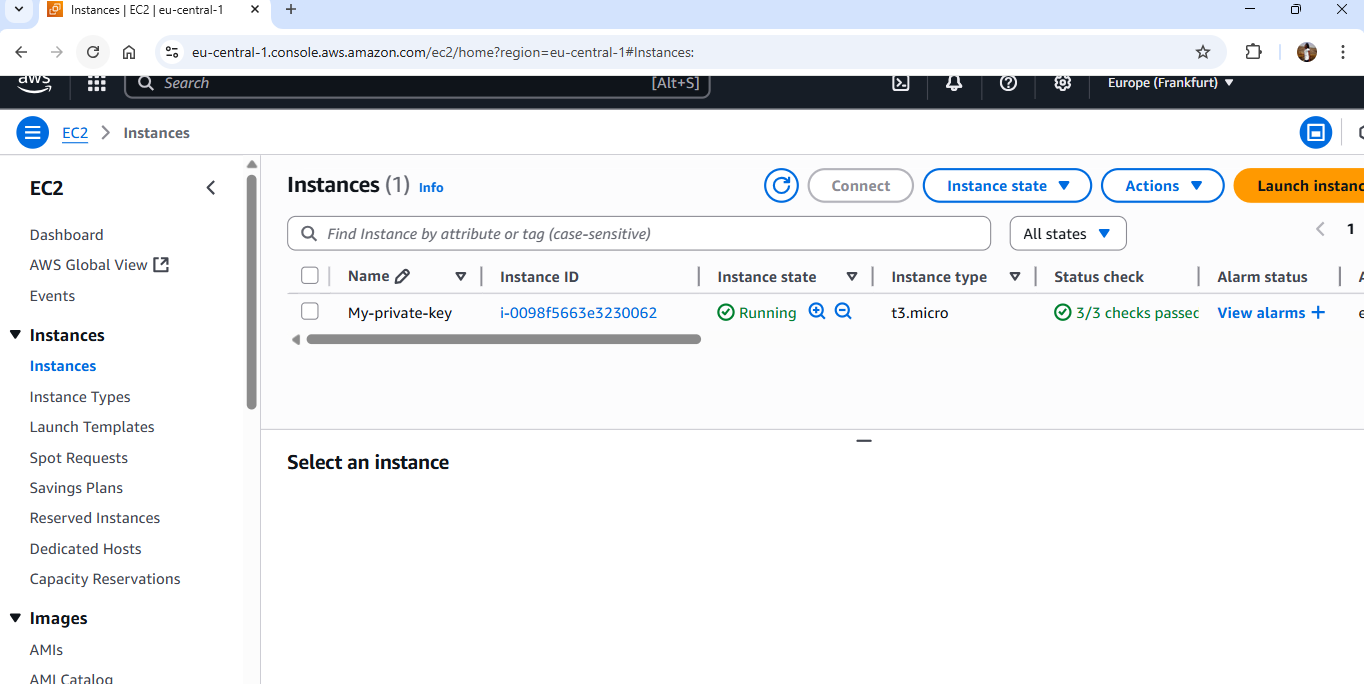 Instances | EC2 | eu-central-1
eu-central-1.console.aws.amazon.com/ec2/home?region=eu-central-1#Instances:
aws
Search
[Alt+S]
Europe (Frankfurt)
EC2
Instances
EC2
Dashboard
AWS Global View
Events
Instances
Instances
Instance Types
Launch Templates
Spot Requests
Savings Plans
Reserved Instances
Dedicated Hosts
Capacity Reservations
Images
AMIs
AMI Catalog
Instances (1) Info
Connect
Instance state
Actions
Launch instanc
Find Instance by attribute or tag (case-sensitive)
All states
1
Name Instance ID Instance state Instance type Status check Alarm status
My-private-key i-0098f5663e3230062 Running t3.micro 3/3 checks passed View alarms +
Select an instance